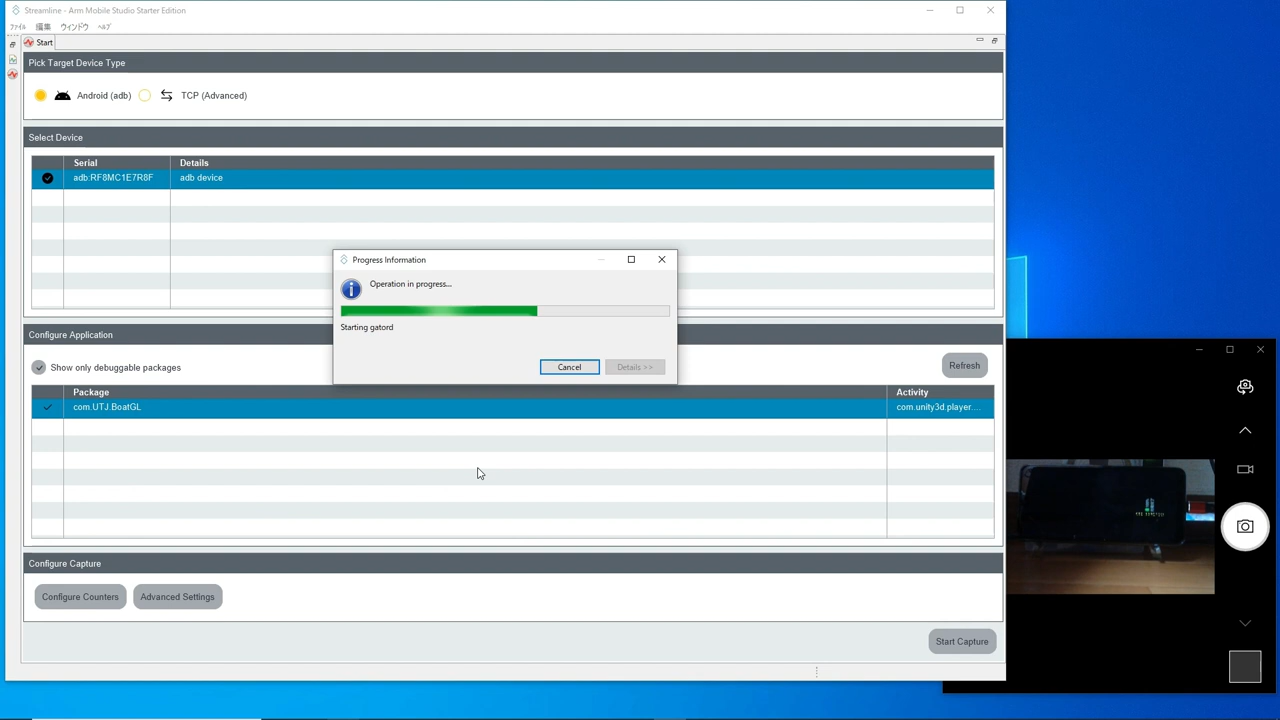 Streamline - Arm Mobile Studio Starter Edition
ファイル 編集 ウィンドウ ヘルプ
Start
Pick Target Device Type
Android (adb) TCP (Advanced)
Select Device
Serial Details
adb:RF8MC1E7R8F adb device
Progress Information
Operation in progress...
Starting gatord
Cancel Details >>
Configure Application
Show only debuggable packages
Refresh
Package Activity
com.UTJ.BoatGL com.unity3d.player....
Configure Capture
Configure Counters Advanced Settings
Start Capture